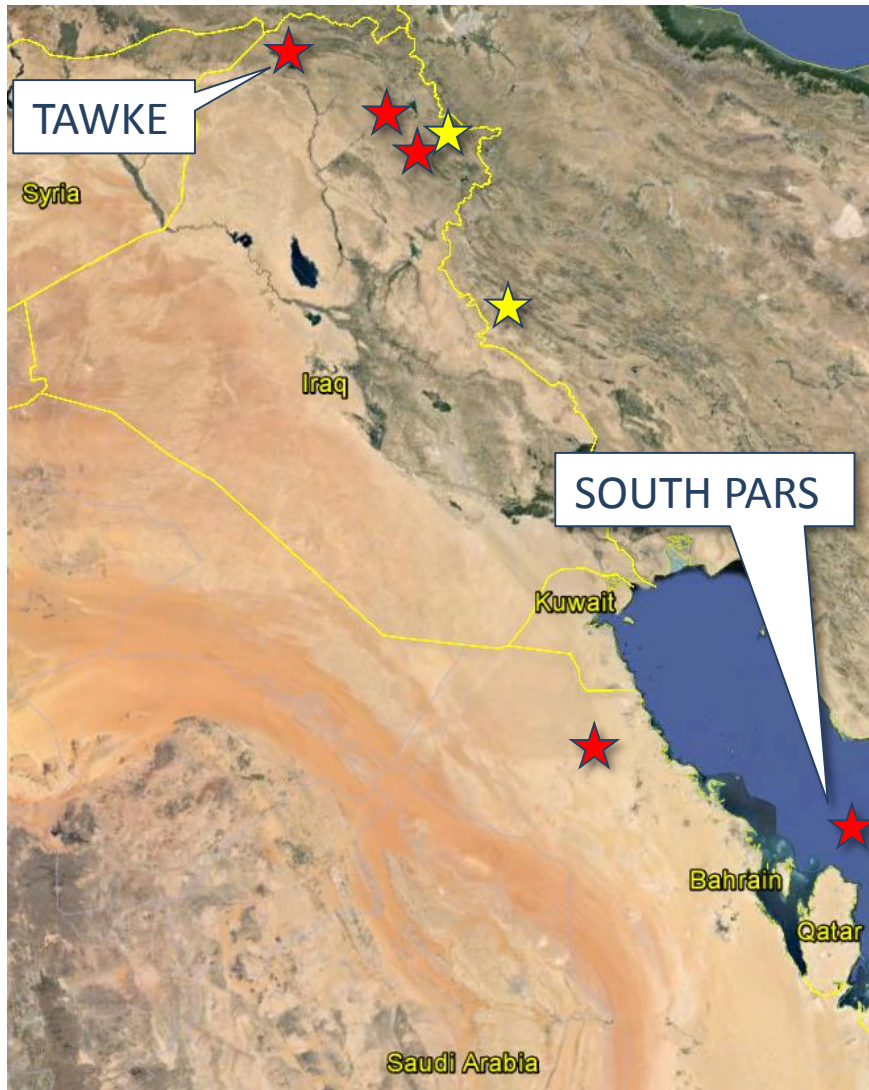 TAWKE
Syria
Iraq
SOUTH PARS
Kuwait
Bahrain
Qatar
Saudi Arabia